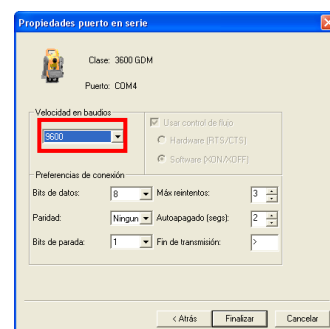 Propiedades puerto en serie
Clase: 3600 GDM
Puerto: COM4
Velocidad en baudios
9600
Usar control de flujo
Hardware (RTS/CTS)
Software (XON/XOFF)
Preferencias de conexión
Bits de datos: 8 Máx reintentos: 3
Paridad: Ningun Autoapagado (segs): 2
Bits de parada: 1 Fin de transmisión: >
< Atrás Finalizar Cancelar